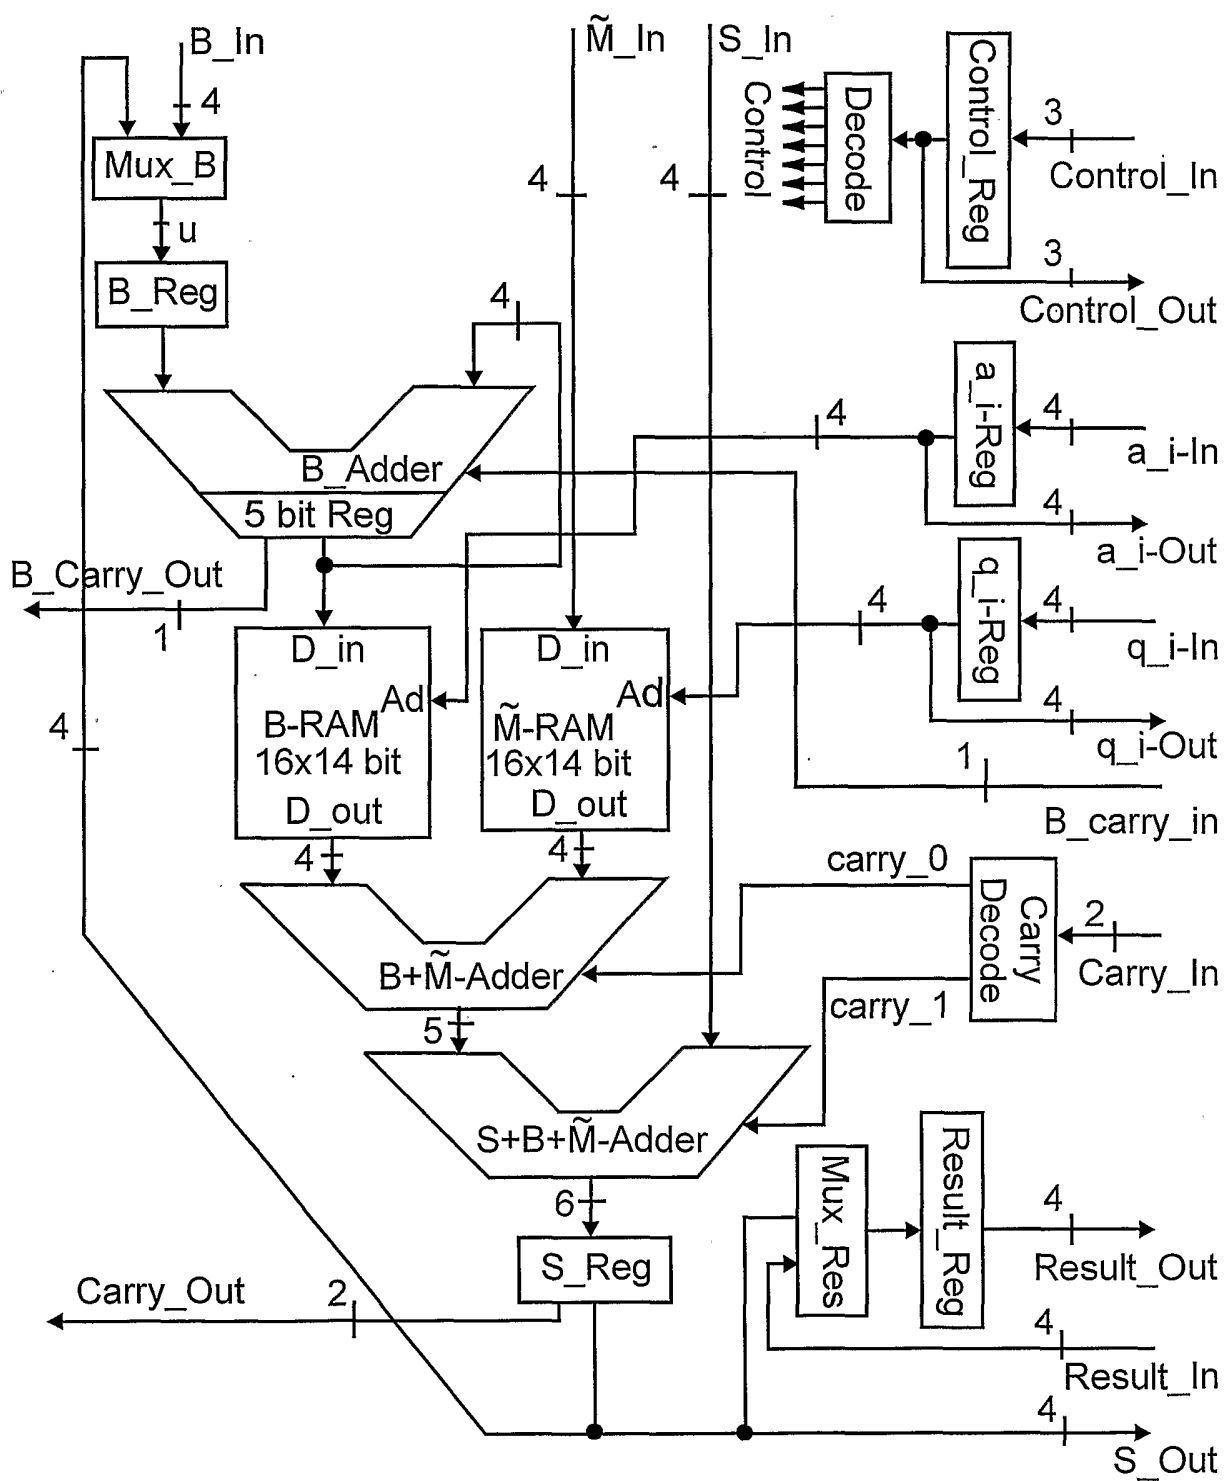 B_In
M̃_In
S_In
4
Mux_B
u
B_Reg
4
4
4
Control
Decode
Control_Reg
3
Control_In
3
Control_Out
B_Adder
5 bit Reg
B_Carry_Out
1
4
a_i-Reg
4
a_i-In
4
a_i-Out
4
q_i-Reg
4
q_i-In
4
q_i-Out
1
B_carry_in
4
D_in
Ad
B-RAM
16x14 bit
D_out
D_in
Ad
M̃-RAM
16x14 bit
D_out
4
4
carry_0
carry_1
Carry
Decode
2
Carry_In
B+M̃-Adder
5
S+B+M̃-Adder
6
S_Reg
Carry_Out
2
Mux_Res
Result_Reg
4
Result_Out
4
Result_In
4
S_Out